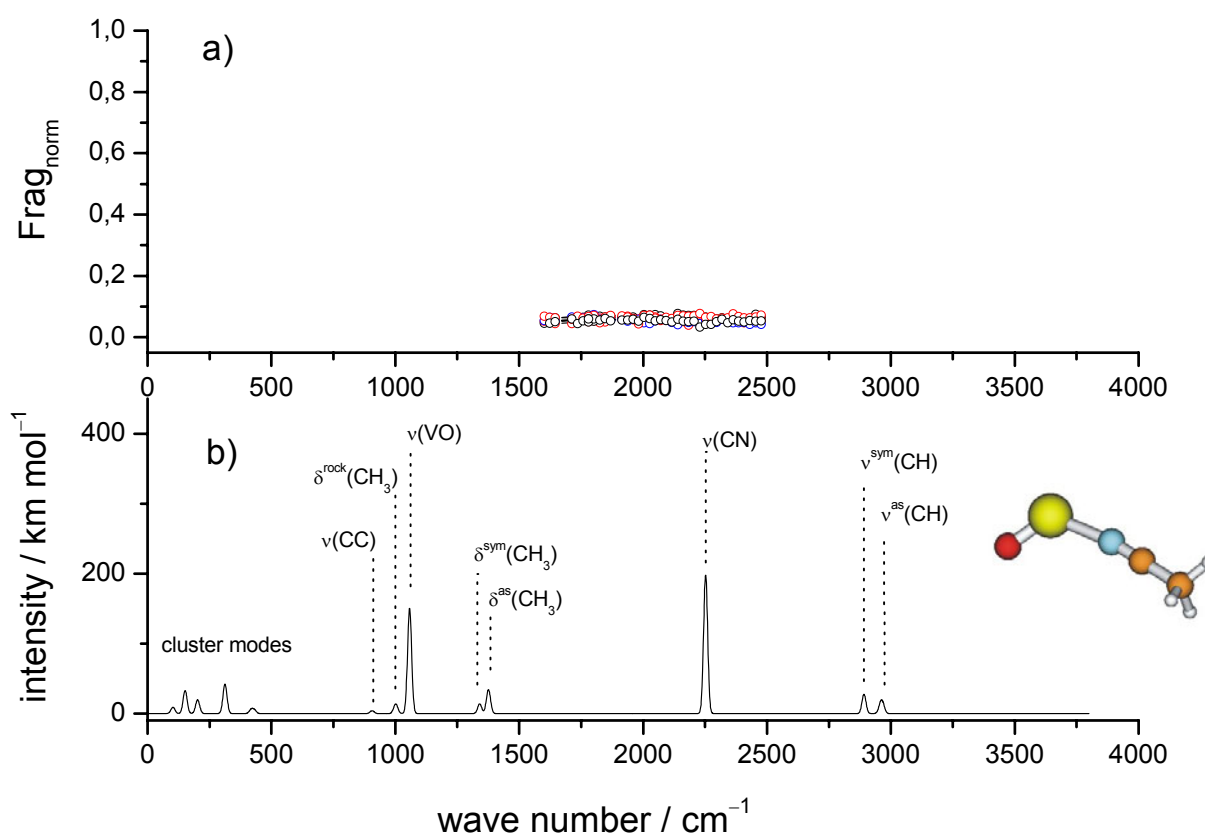 a)
1,0
0,8
0,6
0,4
0,2
0,0
Frag_norm
0 500 1000 1500 2000 2500 3000 3500 4000
b)
400
200
0
intensity / km mol⁻¹
cluster modes
ν(CC)
δ^rock(CH₃)
ν(VO)
δ^sym(CH₃)
δ^as(CH₃)
ν(CN)
ν^sym(CH)
ν^as(CH)
0 500 1000 1500 2000 2500 3000 3500 4000
wave number / cm⁻¹